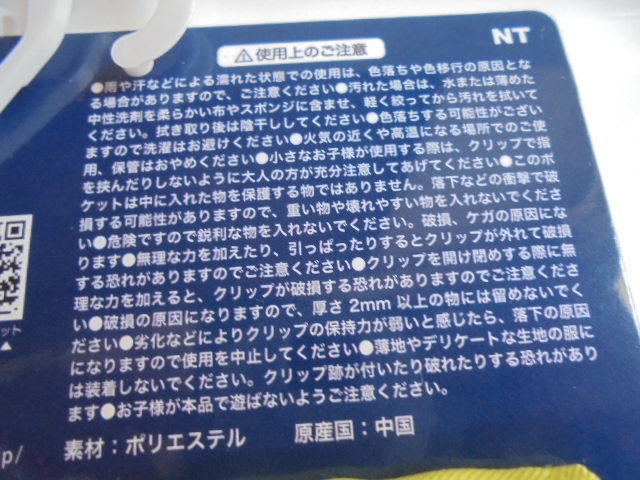 NT
⚠使用上のご注意
●雨や汗などによる濡れた状態での使用は、色落ちや色移行の原因とな
る場合がありますので、ご注意ください●汚れた場合は、水または薄めた
中性洗剤を柔らかい布やスポンジに含ませ、軽く絞ってから汚れを拭いて
ください。拭き取り後は陰干ししてください●色落ちする可能性がござい
ますので洗濯はお避けください●火気の近くや高温になる場所でのご使
用、保管はおやめください●小さなお子様が使用する際は、クリップで指
を挟んだりしないように大人の方が充分注意してあげてください●このポ
ケットは中に入れた物を保護する物ではありません。落下などの衝撃で破
損する可能性がありますので、重い物や壊れやすい物を入れないでくださ
い●危険ですので鋭利な物を入れないでください。破損、ケガの原因にな
ります●無理な力を加えたり、引っぱったりするとクリップが外れて破損
する恐れがありますのでご注意ください●クリップを開け閉めする際に無
理な力を加えると、クリップが破損する恐れがありますのでご注意くださ
い●破損の原因になりますので、厚さ2mm 以上の物には留めないでく
ださい●劣化などによりクリップの保持力が弱いと感じたら、落下の原因
になりますので使用を中止してください●薄地やデリケートな生地の服に
は装着しないでください。クリップ跡が付いたり破れたりする恐れがあり
ます●お子様が本品で遊ばないようご注意ください。
ット
▲
p/
素材：ポリエステル　原産国：中国